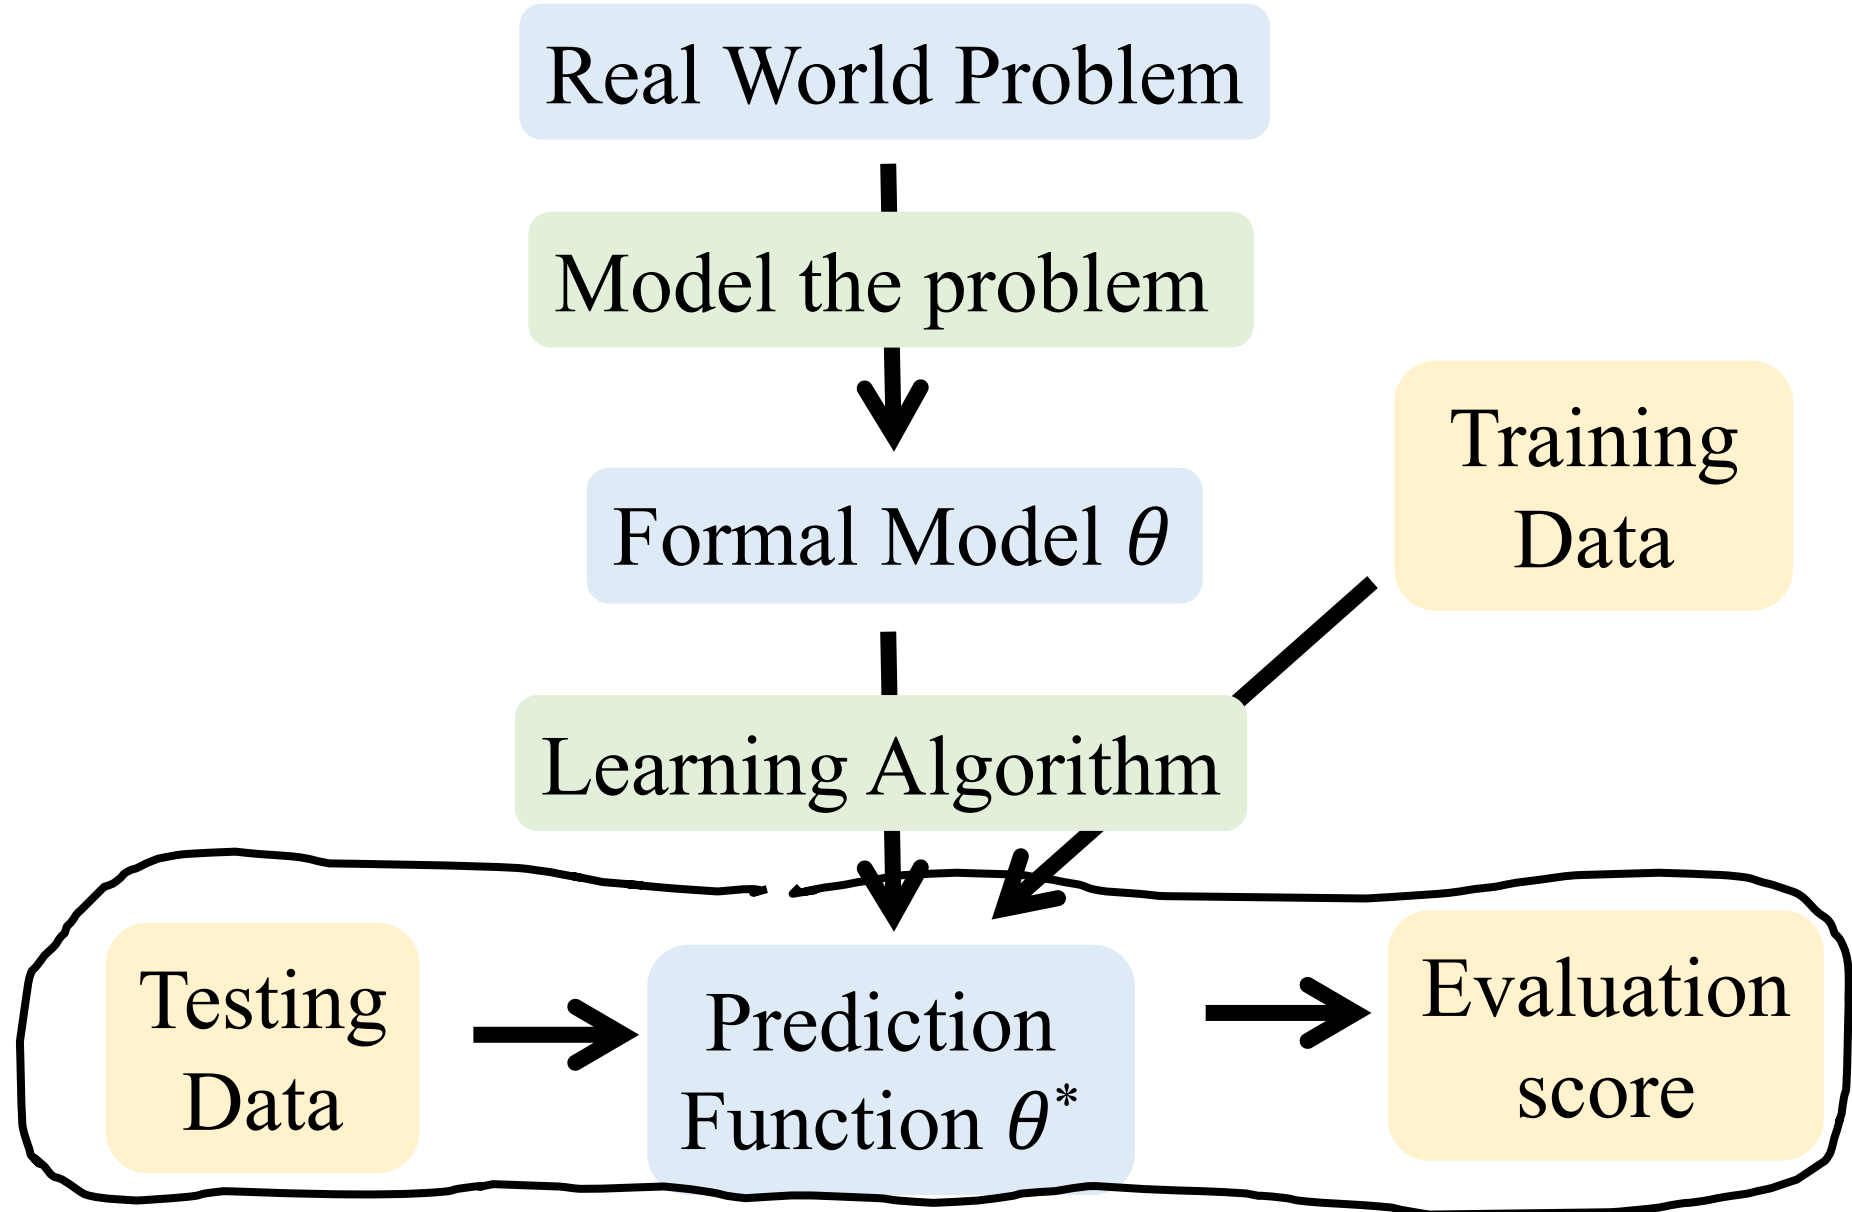 Real World Problem
Model the problem
Training
Data
Formal Model θ
Learning Algorithm
Testing
Data
Prediction
Function θ*
Evaluation
score